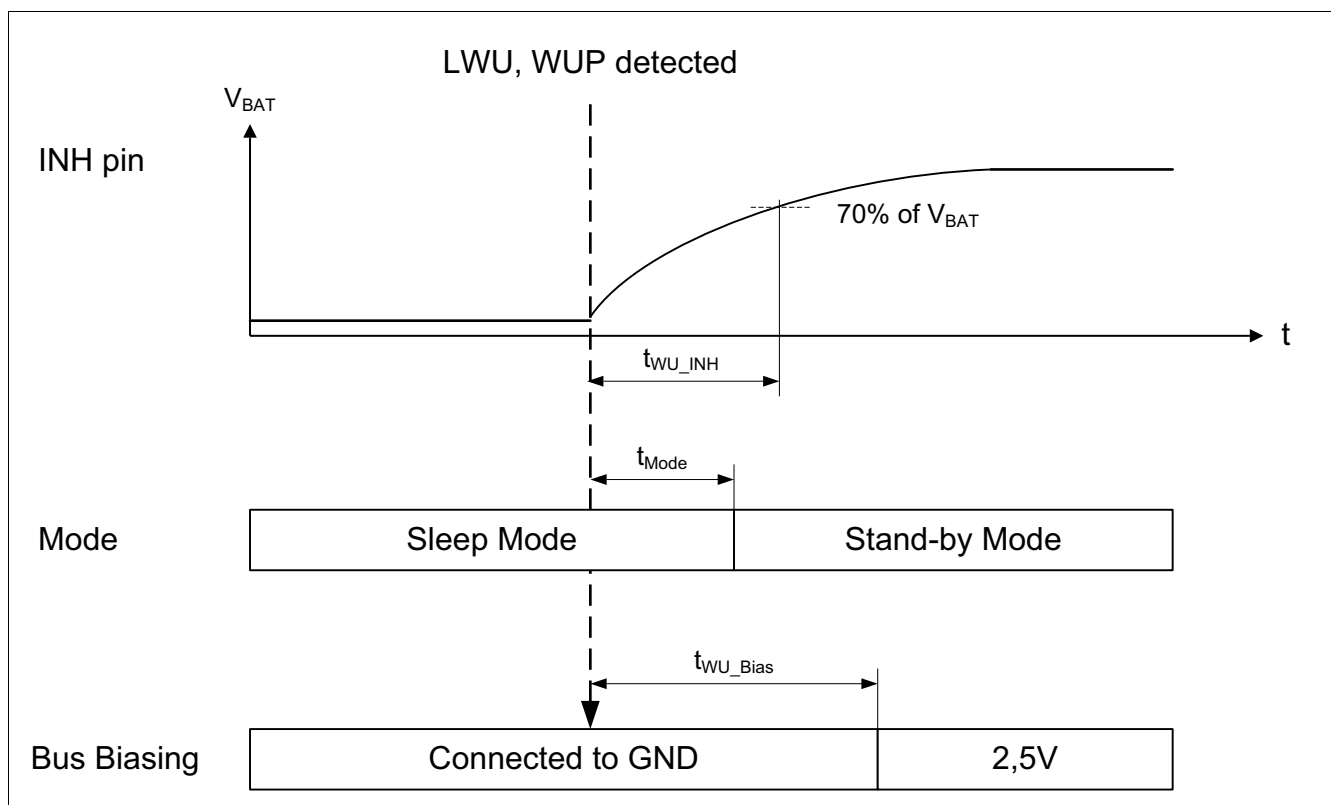 LWU, WUP detected
VBAT
INH pin
70% of VBAT
t
tWU_INH
tMode
Mode
Sleep Mode
Stand-by Mode
tWU_Bias
Bus Biasing
Connected to GND
2,5V